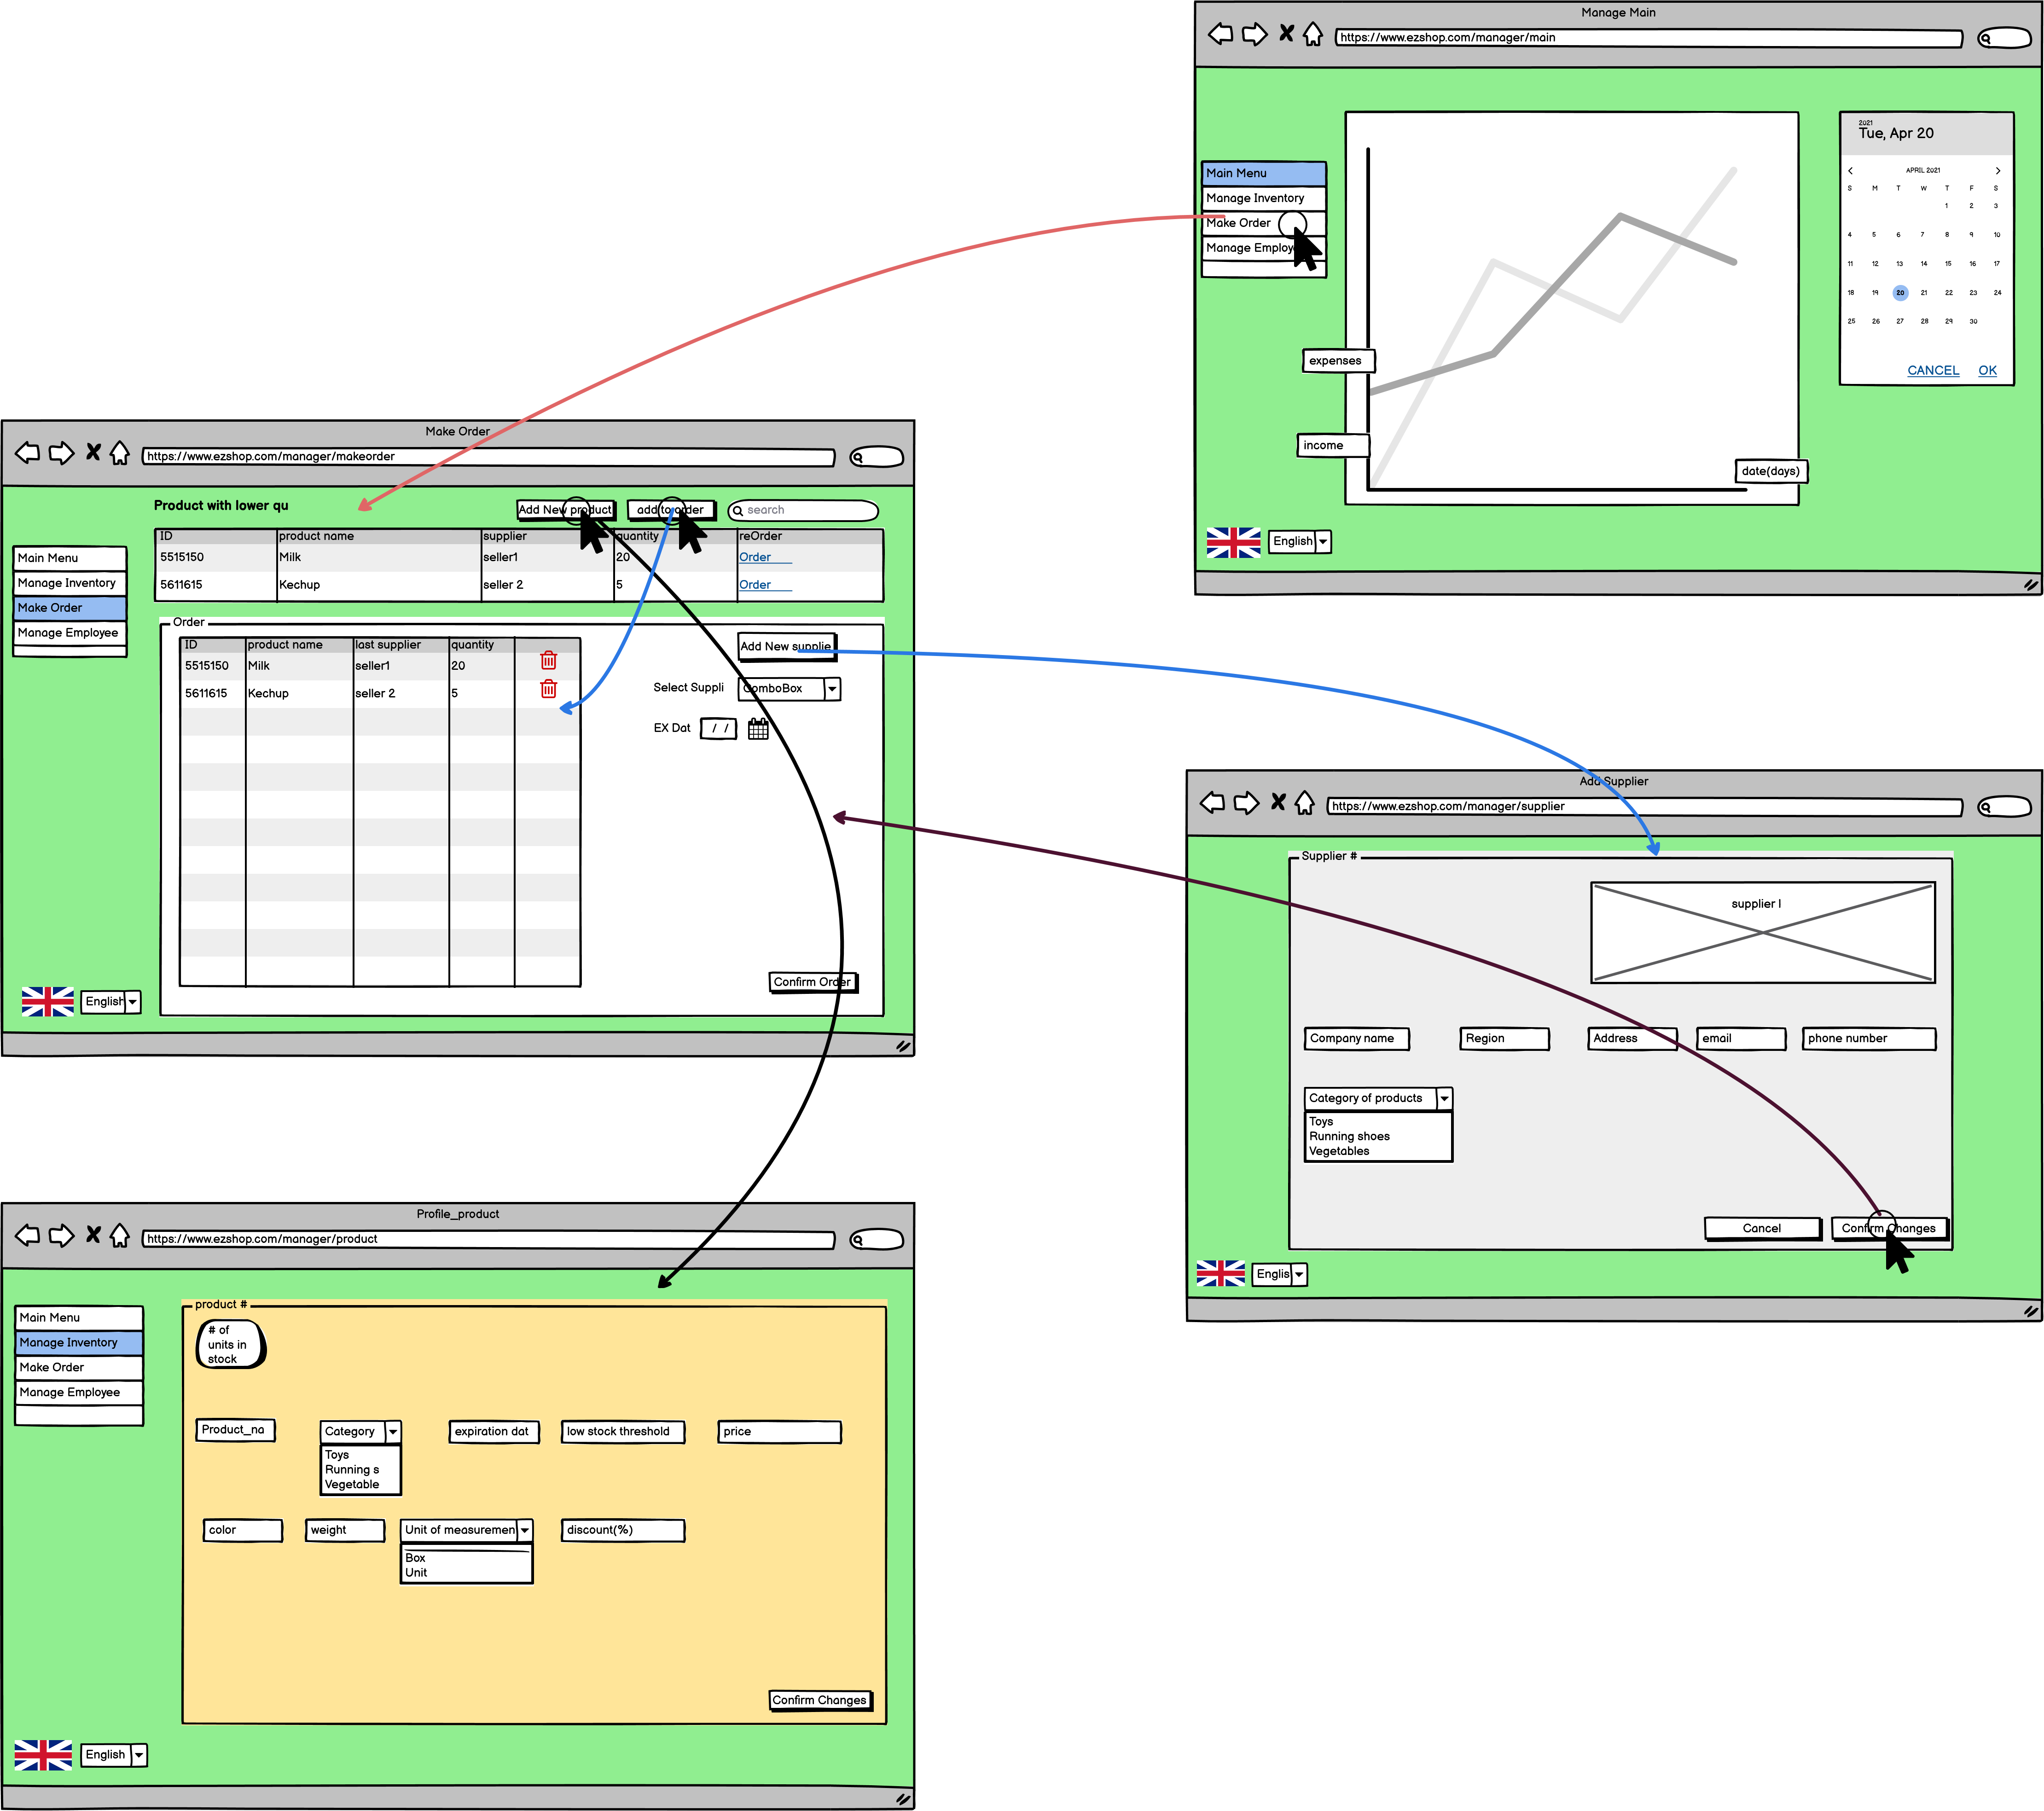 Manage Main
https://www.ezshop.com/manager/main
Main Menu
Manage Inventory
Make Order
Manage Employ
expenses
income
date(days)
2021
Tue, Apr 20
APRIL 2021
S M T W T F S
1 2 3
4 5 6 7 8 9 10
11 12 13 14 15 16 17
18 19 20 21 22 23 24
25 26 27 28 29 30
CANCEL OK
English
Make Order
https://www.ezshop.com/manager/makeorder
Product with lower qu
Add New product
add to order
search
Main Menu
Manage Inventory
Make Order
Manage Employee
ID product name supplier quantity reOrder
5515150 Milk seller1 20 Order
5611615 Kechup seller 2 5 Order
Order
ID product name last supplier quantity
5515150 Milk seller1 20
5611615 Kechup seller 2 5
Add New supplie
Select Suppli
ComboBox
EX Dat / /
Confirm Order
English
Add Supplier
https://www.ezshop.com/manager/supplier
Supplier #
supplier l
Company name
Region
Address
email
phone number
Category of products
Toys
Running shoes
Vegetables
Cancel
Confirm Changes
Englis
Profile_product
https://www.ezshop.com/manager/product
Main Menu
Manage Inventory
Make Order
Manage Employee
product #
# of
units in
stock
Product_na
Category
Toys
Running s
Vegetable
expiration dat
low stock threshold
price
color
weight
Unit of measuremen
Box
Unit
discount(%)
Confirm Changes
English